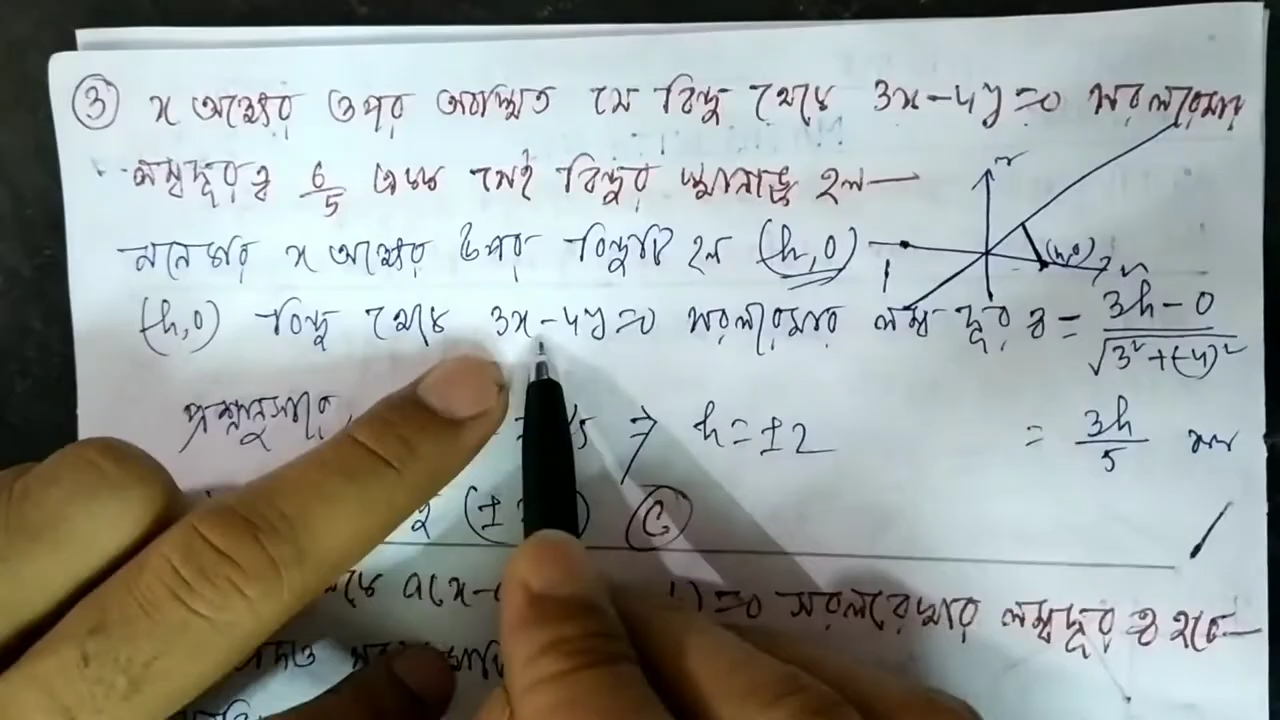 ③ x অক্ষের ওপর অবস্থিত যে বিন্দু থেকে 3x-4y=0 সরলরেখার
লম্বদূরত্ব 6/5 একক সেই বিন্দুর স্থানাঙ্ক হল—
মনেকরি x অক্ষের উপর বিন্দুটি হল (h,0)
(h,0) বিন্দু থেকে 3x-4y=0 সরলরেখার লম্ব দূরত্ব = 3h-0/√3²+(-4)²
প্রশ্নানুসারে, ⇒ h=±2 = 3h/5 একক
(± C
সরলরেখার লম্বদূরত্ব হবে—
(h,0)